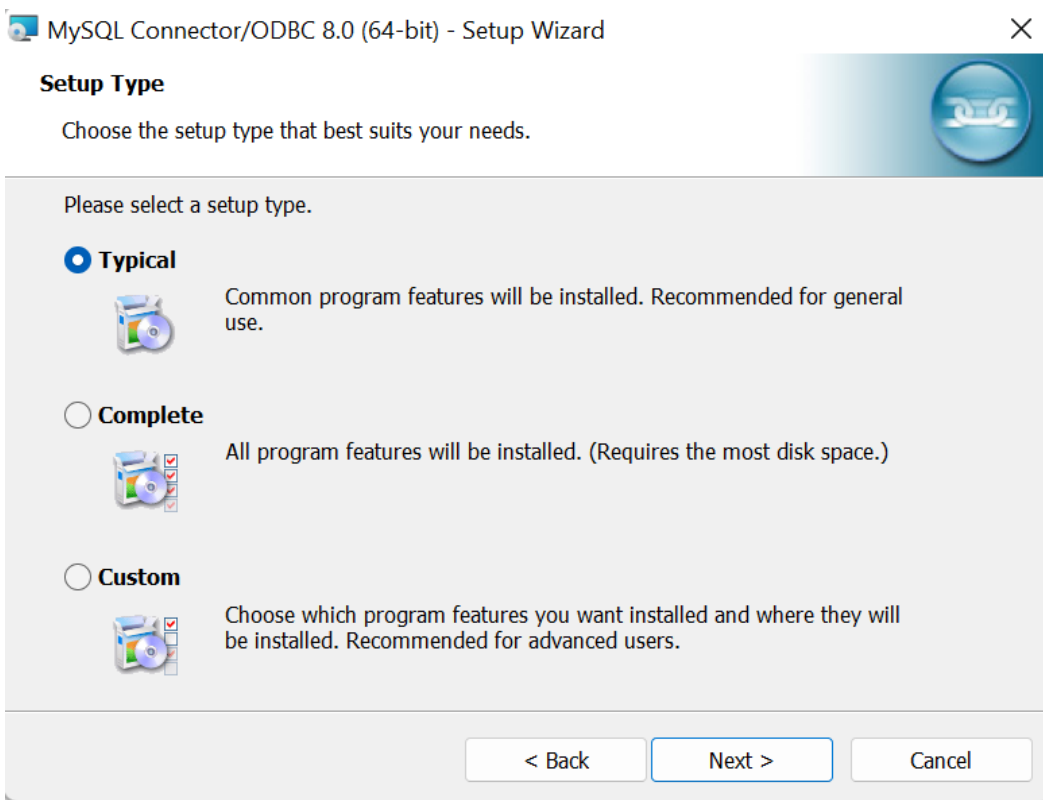 MySQL Connector/ODBC 8.0 (64-bit) - Setup Wizard
Setup Type
Choose the setup type that best suits your needs.
Please select a setup type.
Typical
Common program features will be installed. Recommended for general
use.
Complete
All program features will be installed. (Requires the most disk space.)
Custom
Choose which program features you want installed and where they will
be installed. Recommended for advanced users.
< Back
Next >
Cancel